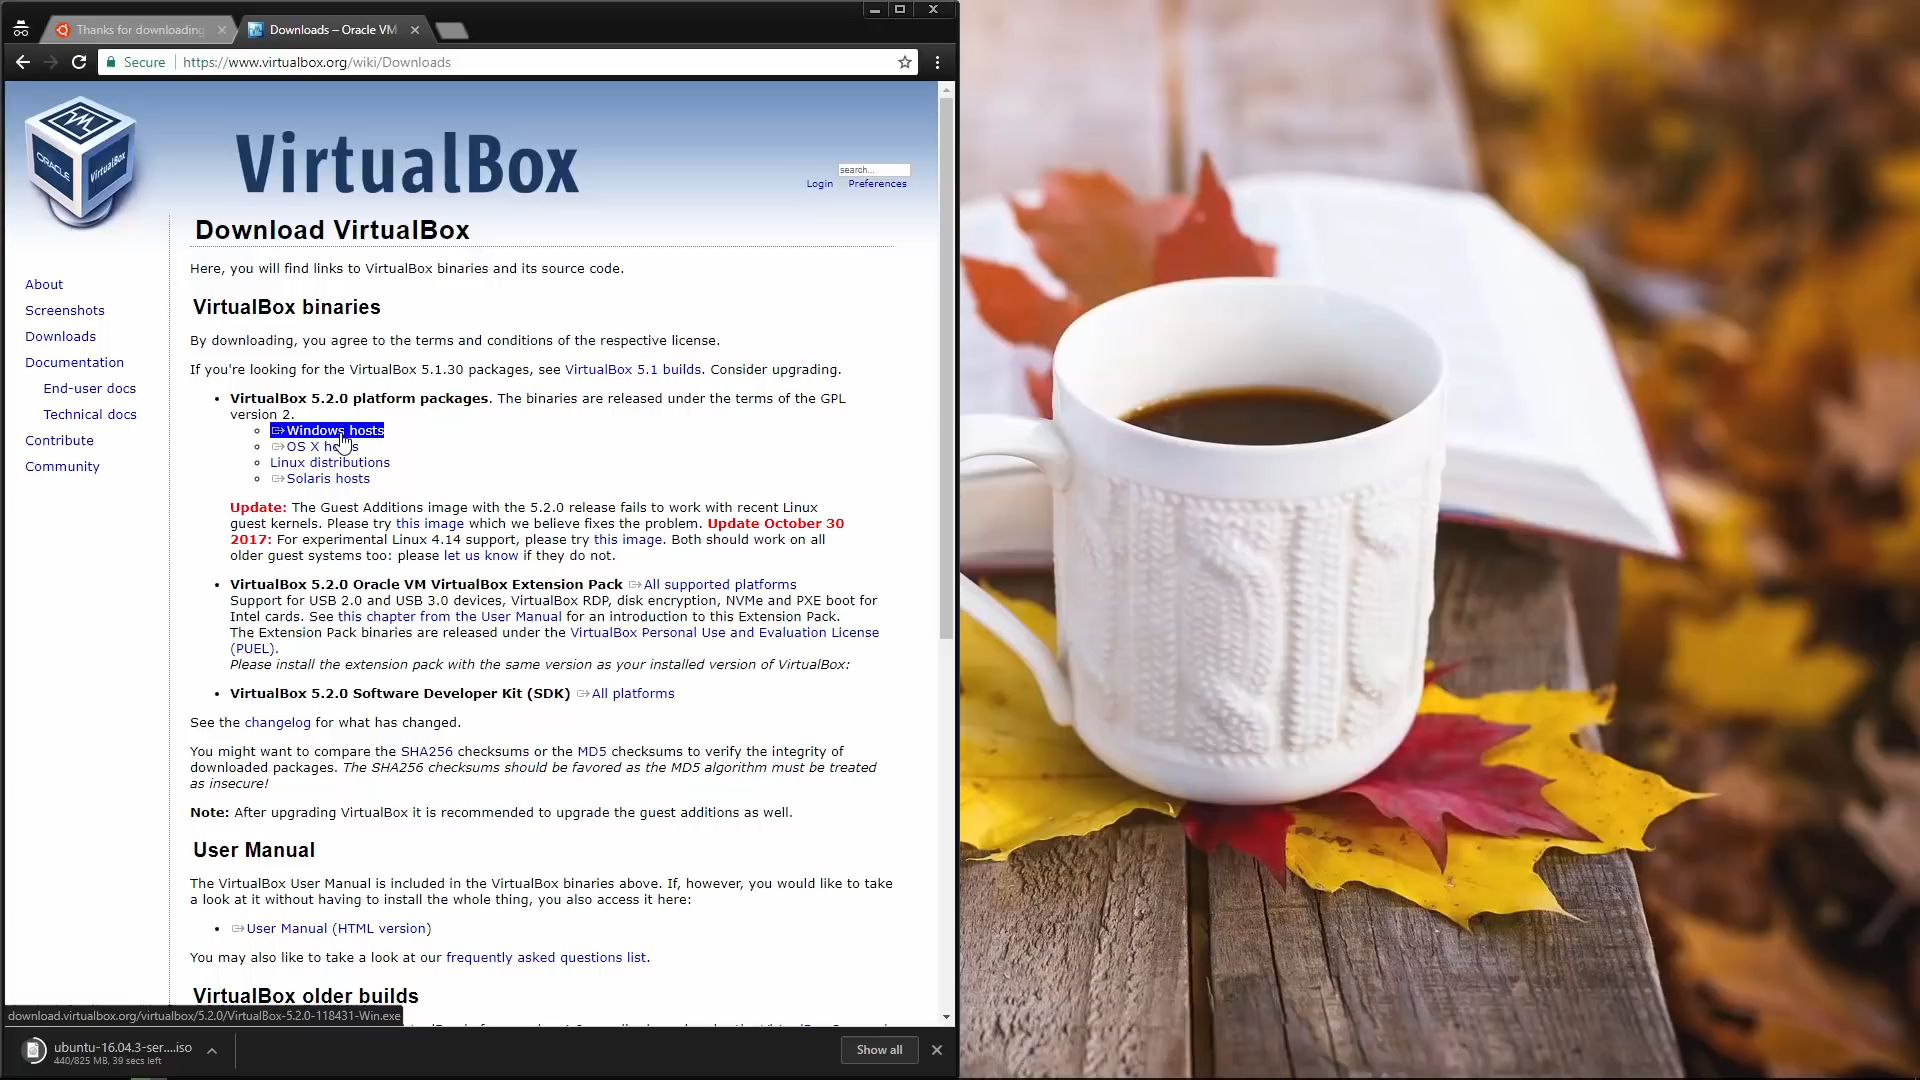 Thanks for downloading
Downloads – Oracle VM
Secure
https://www.virtualbox.org/wiki/Downloads
ORACLE
VirtualBox
VirtualBox
search...
Login
Preferences
About
Screenshots
Downloads
Documentation
End-user docs
Technical docs
Contribute
Community
Download VirtualBox
Here, you will find links to VirtualBox binaries and its source code.
VirtualBox binaries
By downloading, you agree to the terms and conditions of the respective license.
If you're looking for the VirtualBox 5.1.30 packages, see VirtualBox 5.1 builds. Consider upgrading.
VirtualBox 5.2.0 platform packages. The binaries are released under the terms of the GPL
version 2.
Windows hosts
OS X hosts
Linux distributions
Solaris hosts
Update: The Guest Additions image with the 5.2.0 release fails to work with recent Linux
guest kernels. Please try this image which we believe fixes the problem. Update October 30
2017: For experimental Linux 4.14 support, please try this image. Both should work on all
older guest systems too: please let us know if they do not.
VirtualBox 5.2.0 Oracle VM VirtualBox Extension Pack All supported platforms
Support for USB 2.0 and USB 3.0 devices, VirtualBox RDP, disk encryption, NVMe and PXE boot for
Intel cards. See this chapter from the User Manual for an introduction to this Extension Pack.
The Extension Pack binaries are released under the VirtualBox Personal Use and Evaluation License
(PUEL).
Please install the extension pack with the same version as your installed version of VirtualBox:
VirtualBox 5.2.0 Software Developer Kit (SDK) All platforms
See the changelog for what has changed.
You might want to compare the SHA256 checksums or the MD5 checksums to verify the integrity of
downloaded packages. The SHA256 checksums should be favored as the MD5 algorithm must be treated
as insecure!
Note: After upgrading VirtualBox it is recommended to upgrade the guest additions as well.
User Manual
The VirtualBox User Manual is included in the VirtualBox binaries above. If, however, you would like to take
a look at it without having to install the whole thing, you also access it here:
User Manual (HTML version)
You may also like to take a look at our frequently asked questions list.
VirtualBox older builds
download.virtualbox.org/virtualbox/5.2.0/VirtualBox-5.2.0-118431-Win.exe
ubuntu-16.04.3-ser....iso
440/825 MB, 39 secs left
Show all